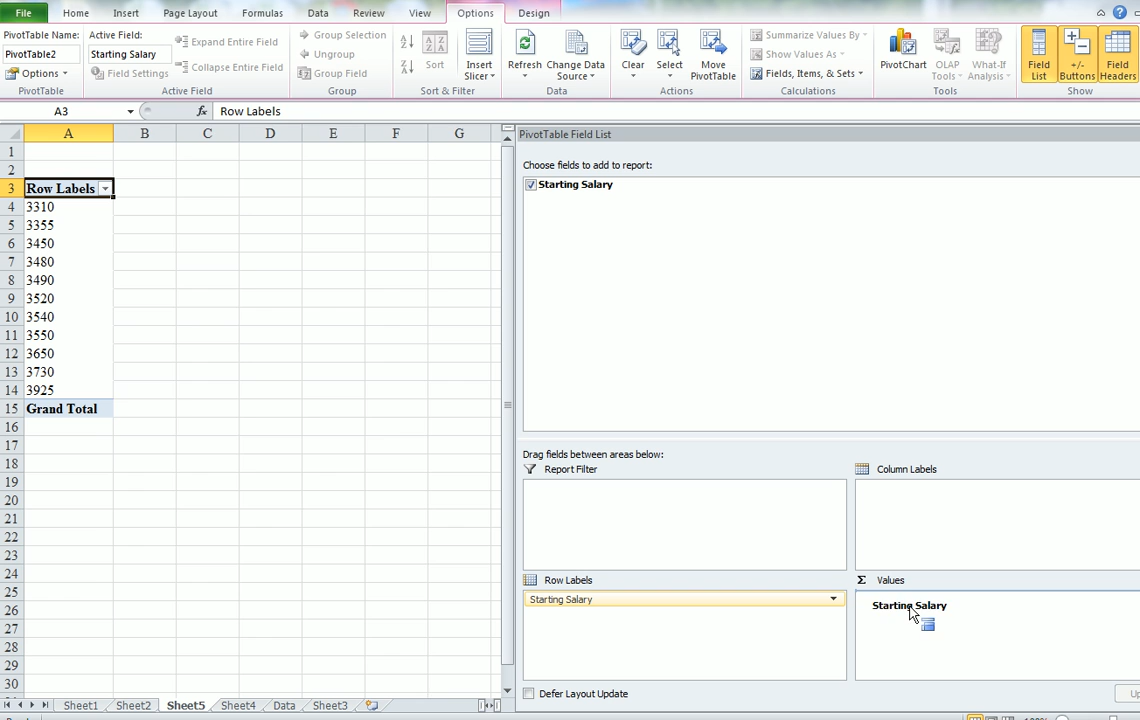 File Home Insert Page Layout Formulas Data Review View Options Design
PivotTable Name: Active Field:
PivotTable2 Starting Salary
Options Field Settings
Expand Entire Field
Collapse Entire Field
Group Selection
Ungroup
Group Field
Sort
Insert Slicer
Refresh
Change Data Source
Clear
Select
Move PivotTable
Summarize Values By
Show Values As
Fields, Items, & Sets
PivotChart
OLAP Tools
What-If Analysis
Field List
+/- Buttons
Field Headers
PivotTable Active Field Group Sort & Filter Data Actions Calculations Tools Show
A3 fx Row Labels
A B C D E F G
1
2
3 Row Labels
4 3310
5 3355
6 3450
7 3480
8 3490
9 3520
10 3540
11 3550
12 3650
13 3730
14 3925
15 Grand Total
16
17
18
19
20
21
22
23
24
25
26
27
28
29
30
PivotTable Field List
Choose fields to add to report:
Starting Salary
Drag fields between areas below:
Report Filter Column Labels
Row Labels Σ Values
Starting Salary Starting Salary
Defer Layout Update
Sheet1 Sheet2 Sheet5 Sheet4 Data Sheet3